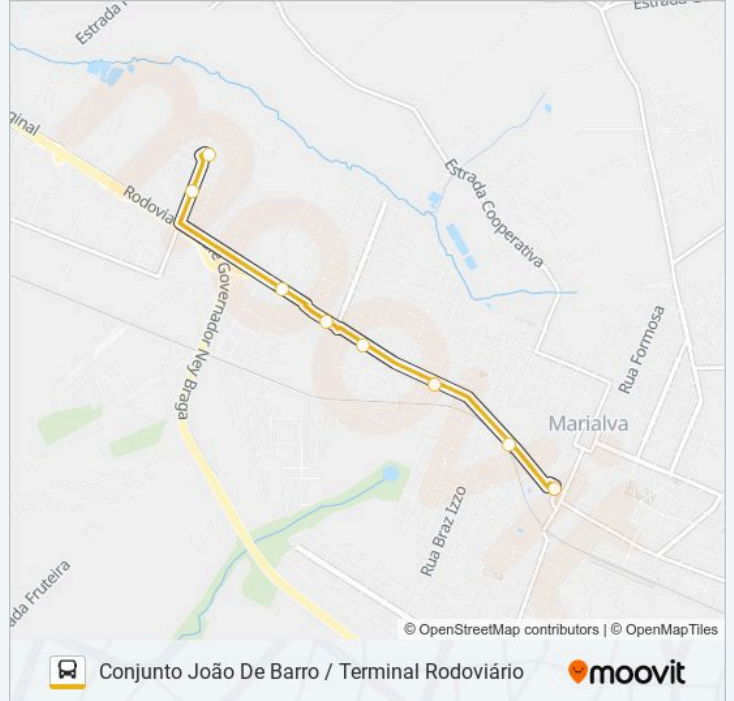 Estrada
Estrada
ginal
Estrada Cooperativa
Rodovia
Governador Ney Braga
Rua Formosa
Marialva
Rua Braz Izzo
ada Fruteira
moovit
© OpenStreetMap contributors | © OpenMapTiles
Conjunto João De Barro / Terminal Rodoviário
moovit